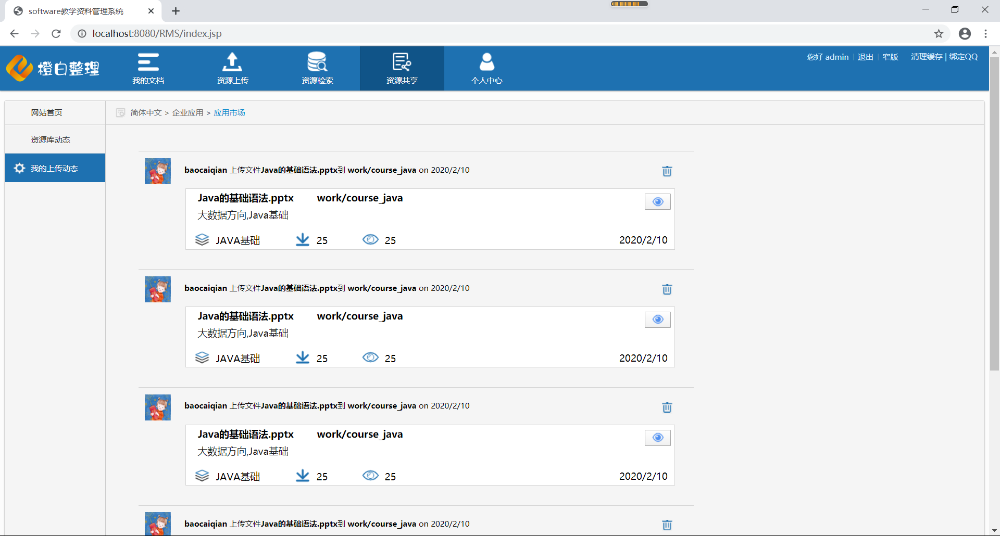 software教学资料管理系统
localhost:8080/RMS/index.jsp
橙白整理
我的文档
资源上传
资源检索
资源共享
个人中心
您好 admin | 退出 | 窄版 清理缓存 | 绑定QQ
网站首页
资源库动态
我的上传动态
简体中文 > 企业应用 > 应用市场
baocaiqian 上传文件Java的基础语法.pptx到 work/course_java on 2020/2/10
Java的基础语法.pptx work/course_java
大数据方向,Java基础
JAVA基础 25 25 2020/2/10
baocaiqian 上传文件Java的基础语法.pptx到 work/course_java on 2020/2/10
Java的基础语法.pptx work/course_java
大数据方向,Java基础
JAVA基础 25 25 2020/2/10
baocaiqian 上传文件Java的基础语法.pptx到 work/course_java on 2020/2/10
Java的基础语法.pptx work/course_java
大数据方向,Java基础
JAVA基础 25 25 2020/2/10
baocaiqian 上传文件Java的基础语法.pptx到 work/course_java on 2020/2/10